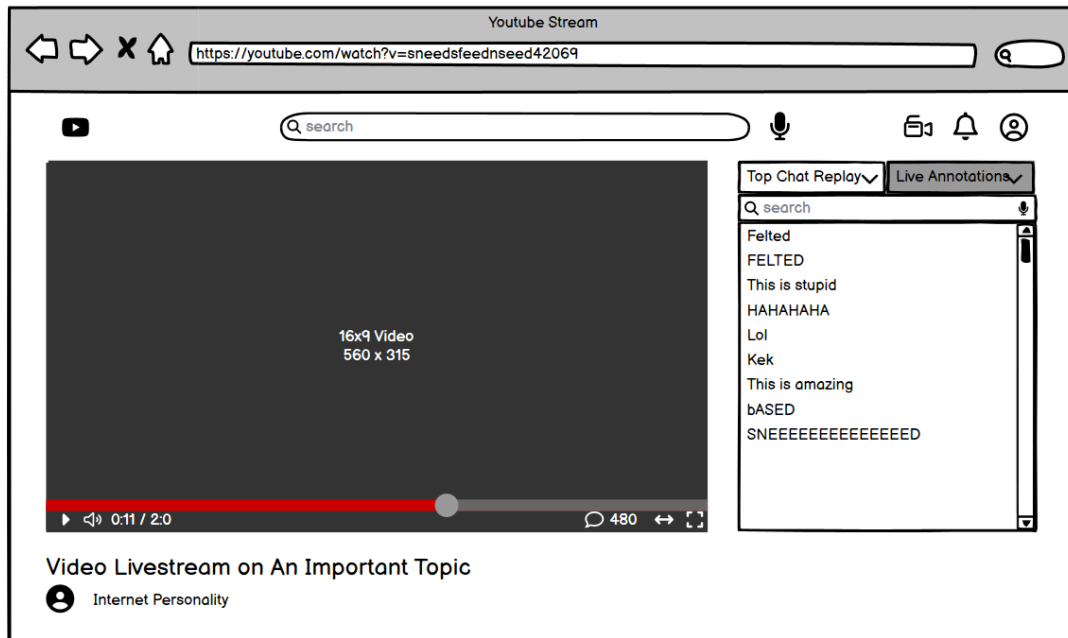 Youtube Stream
https://youtube.com/watch?v=sneedsfeednseed42069
search
Top Chat Replay
Live Annotations
search
Felted
FELTED
This is stupid
HAHAHAHA
Lol
Kek
This is amazing
bASED
SNEEEEEEEEEEEEEED
16x9 Video
560 x 315
0:11 / 2:0
480
Video Livestream on An Important Topic
Internet Personality